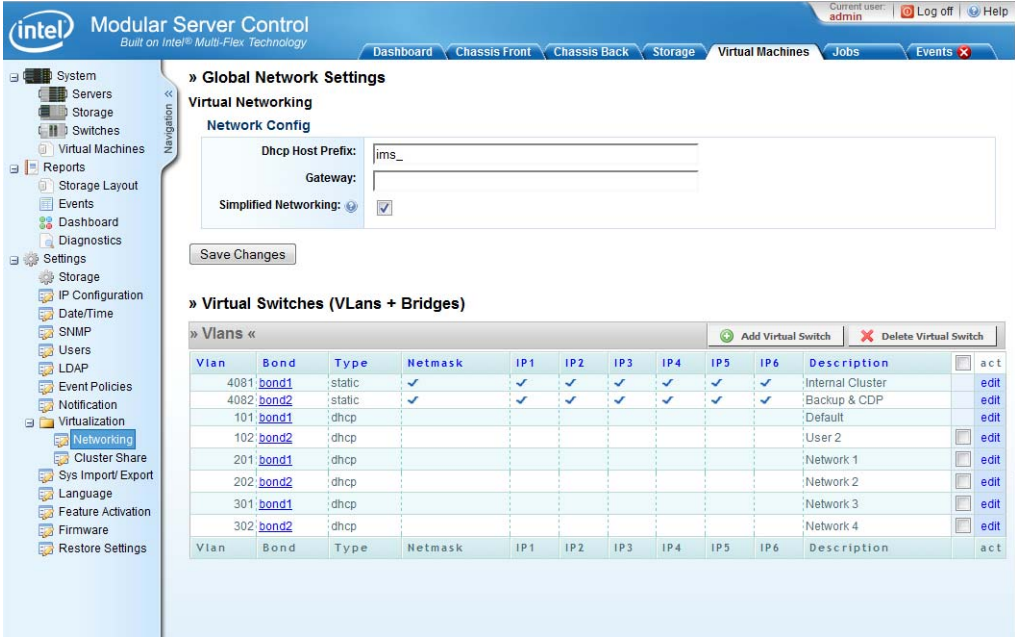 intel
Modular Server Control
Built on Intel® Multi-Flex Technology
Current user:
admin
Log off
Help
Dashboard
Chassis Front
Chassis Back
Storage
Virtual Machines
Jobs
Events
System
Servers
Storage
Switches
Virtual Machines
Reports
Storage Layout
Events
Dashboard
Diagnostics
Settings
Storage
IP Configuration
Date/Time
SNMP
Users
LDAP
Event Policies
Notification
Virtualization
Networking
Cluster Share
Sys Import/ Export
Language
Feature Activation
Firmware
Restore Settings
«
Navigation
» Global Network Settings
Virtual Networking
Network Config
Dhcp Host Prefix: ims_
Gateway:
Simplified Networking:
Save Changes
» Virtual Switches (VLans + Bridges)
» Vlans « Add Virtual Switch Delete Virtual Switch
Vlan Bond Type Netmask IP1 IP2 IP3 IP4 IP5 IP6 Description act
4081 bond1 static Internal Cluster edit
4082 bond2 static Backup & CDP edit
101 bond1 dhcp Default edit
102 bond2 dhcp User 2 edit
201 bond1 dhcp Network 1 edit
202 bond2 dhcp Network 2 edit
301 bond1 dhcp Network 3 edit
302 bond2 dhcp Network 4 edit
Vlan Bond Type Netmask IP1 IP2 IP3 IP4 IP5 IP6 Description act